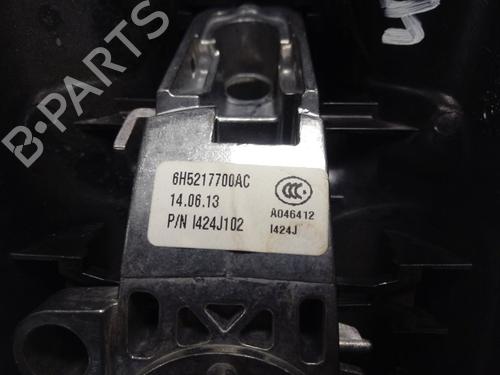 B-PARTS
6H5217700AC
14.06.13
P/N I424J102
CCC
A046412
I424J